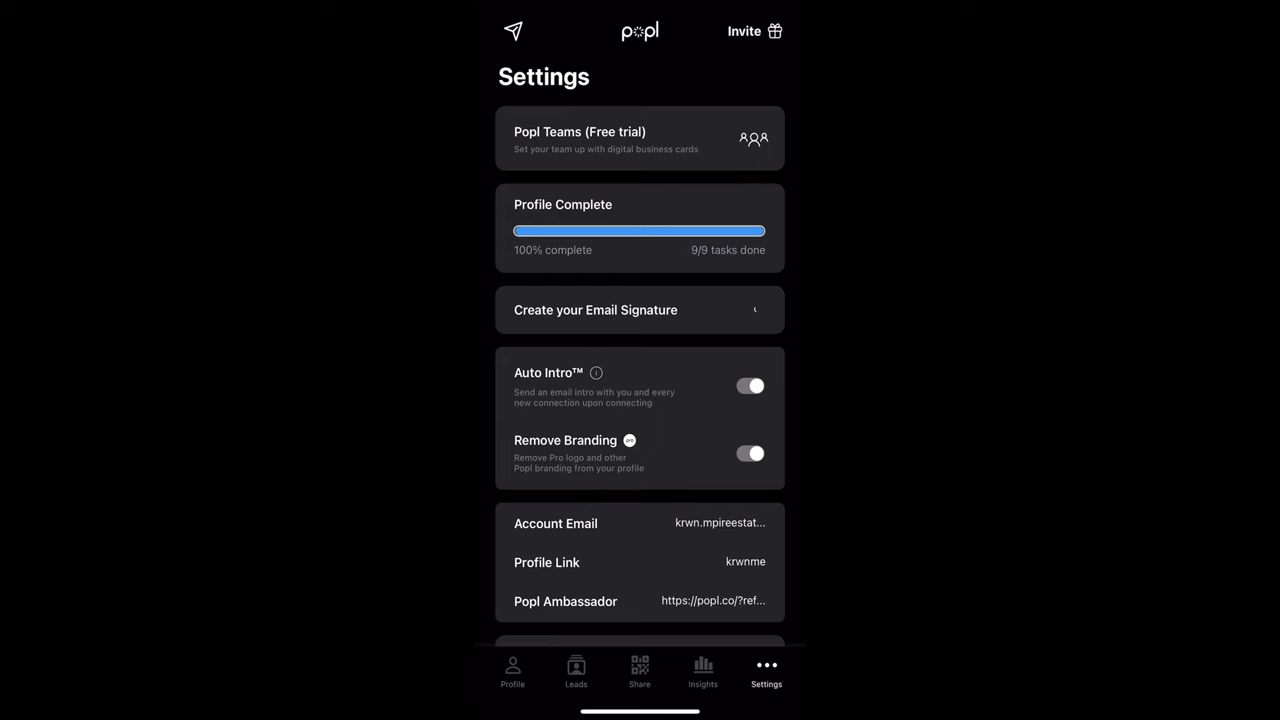 popl
Invite
Settings
Popl Teams (Free trial)
Set your team up with digital business cards
Profile Complete
100% complete
9/9 tasks done
Create your Email Signature
Auto Intro™
Send an email intro with you and every
new connection upon connecting
Remove Branding pro
Remove Pro logo and other
Popl branding from your profile
Account Email
krwn.mpireestat...
Profile Link
krwnme
Popl Ambassador
https://popl.co/?ref...
Profile
Leads
Share
Insights
Settings